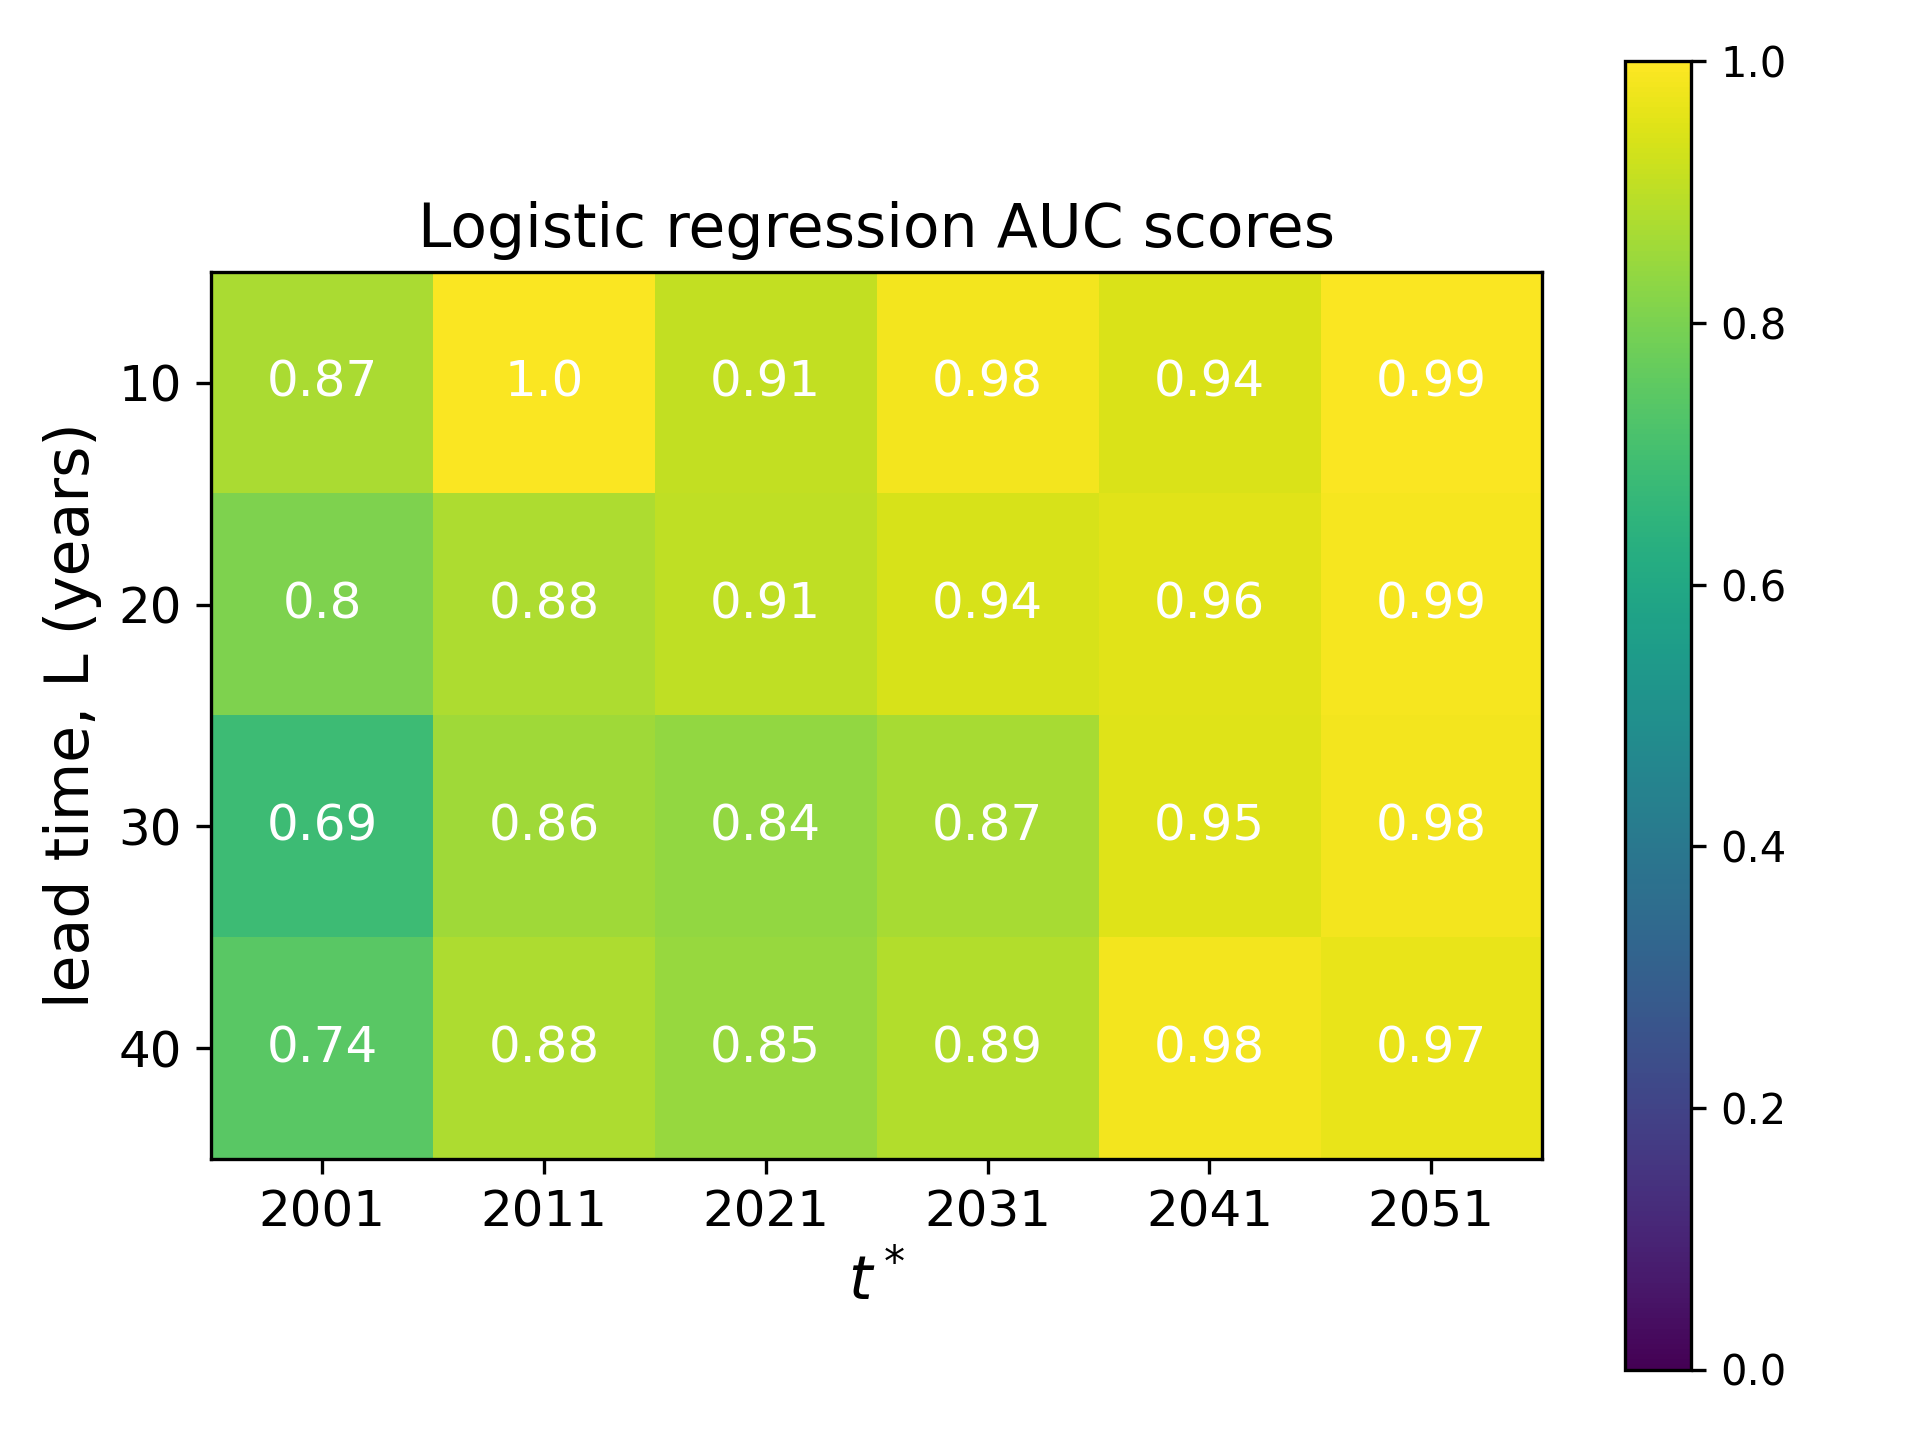 Logistic regression AUC scores
lead time, L (years)
10
20
30
40
0.87 1.0 0.91 0.98 0.94 0.99
0.8 0.88 0.91 0.94 0.96 0.99
0.69 0.86 0.84 0.87 0.95 0.98
0.74 0.88 0.85 0.89 0.98 0.97
2001 2011 2021 2031 2041 2051
t*
1.0
0.8
0.6
0.4
0.2
0.0